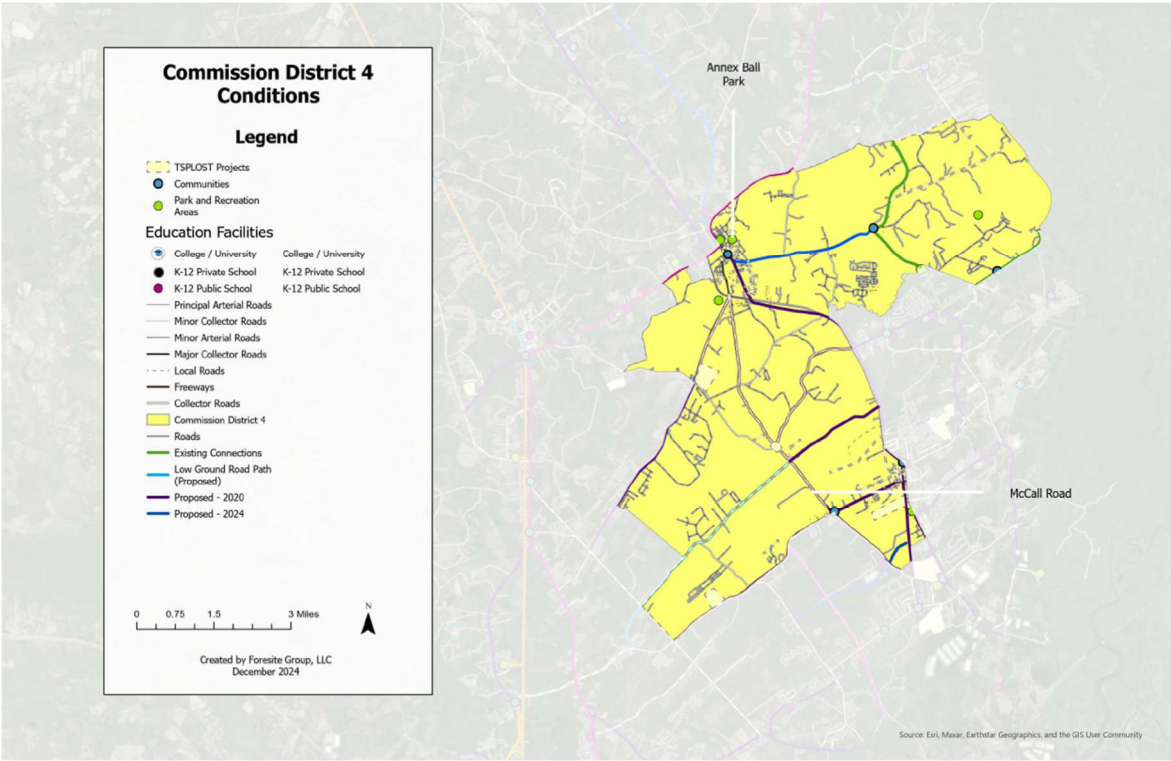 Commission District 4
Conditions
Legend
TSPLOST Projects
Communities
Park and Recreation
Areas
Education Facilities
College / University College / University
K-12 Private School K-12 Private School
K-12 Public School K-12 Public School
Principal Arterial Roads
Minor Collector Roads
Minor Arterial Roads
Major Collector Roads
Local Roads
Freeways
Collector Roads
Commission District 4
Roads
Existing Connections
Low Ground Road Path
(Proposed)
Proposed - 2020
Proposed - 2024
0 0.75 1.5 3 Miles
N
Created by Foresite Group, LLC
December 2024
Annex Ball
Park
McCall Road
Source: Esri, Maxar, Earthstar Geographics, and the GIS User Community